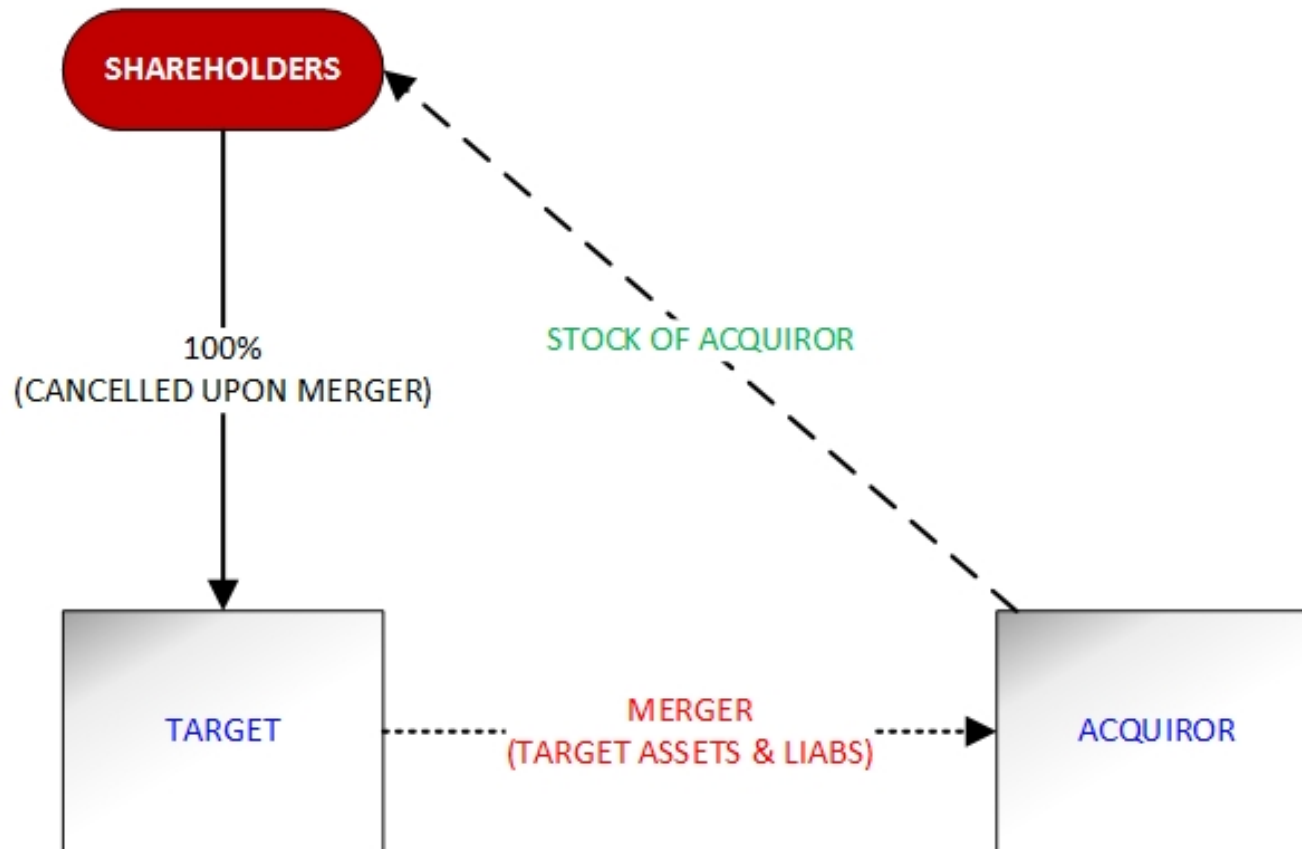 SHAREHOLDERS
100%
(CANCELLED UPON MERGER)
STOCK OF ACQUIROR
TARGET
MERGER
(TARGET ASSETS & LIABS)
ACQUIROR